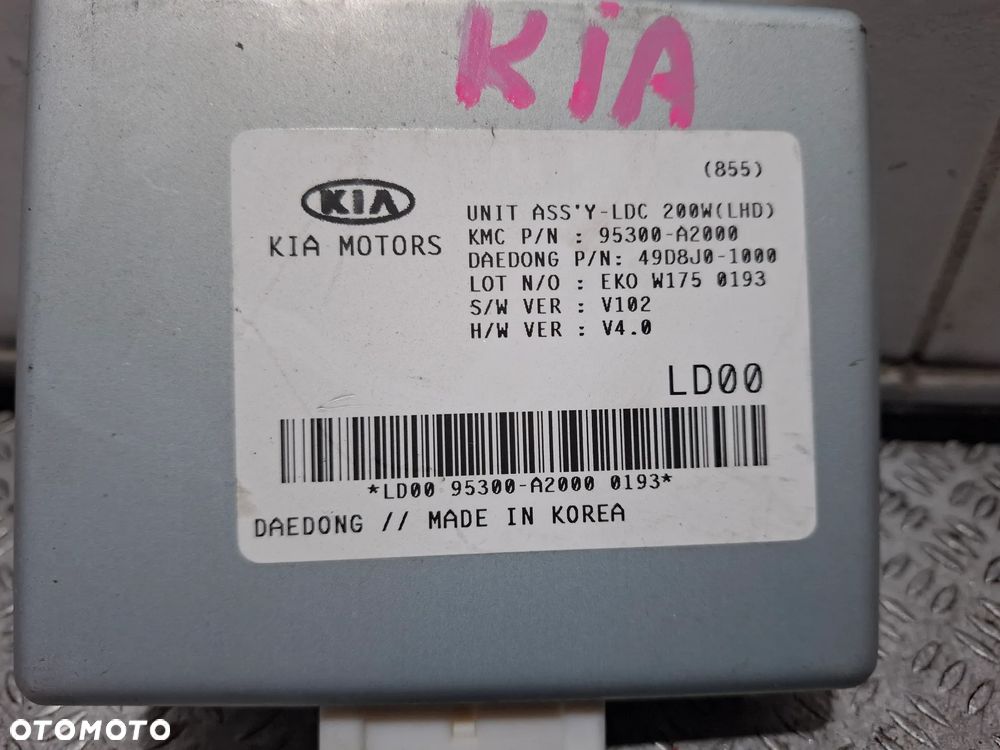 KiA
(855)
KIA
KIA MOTORS
UNIT ASS'Y-LDC 200W(LHD)
KMC P/N : 95300-A2000
DAEDONG P/N: 49D8J0-1000
LOT N/O : EKO W175 0193
S/W VER : V102
H/W VER : V4.0
LD00
*LD00 95300-A2000 0193*
DAEDONG // MADE IN KOREA
OTOMOTO